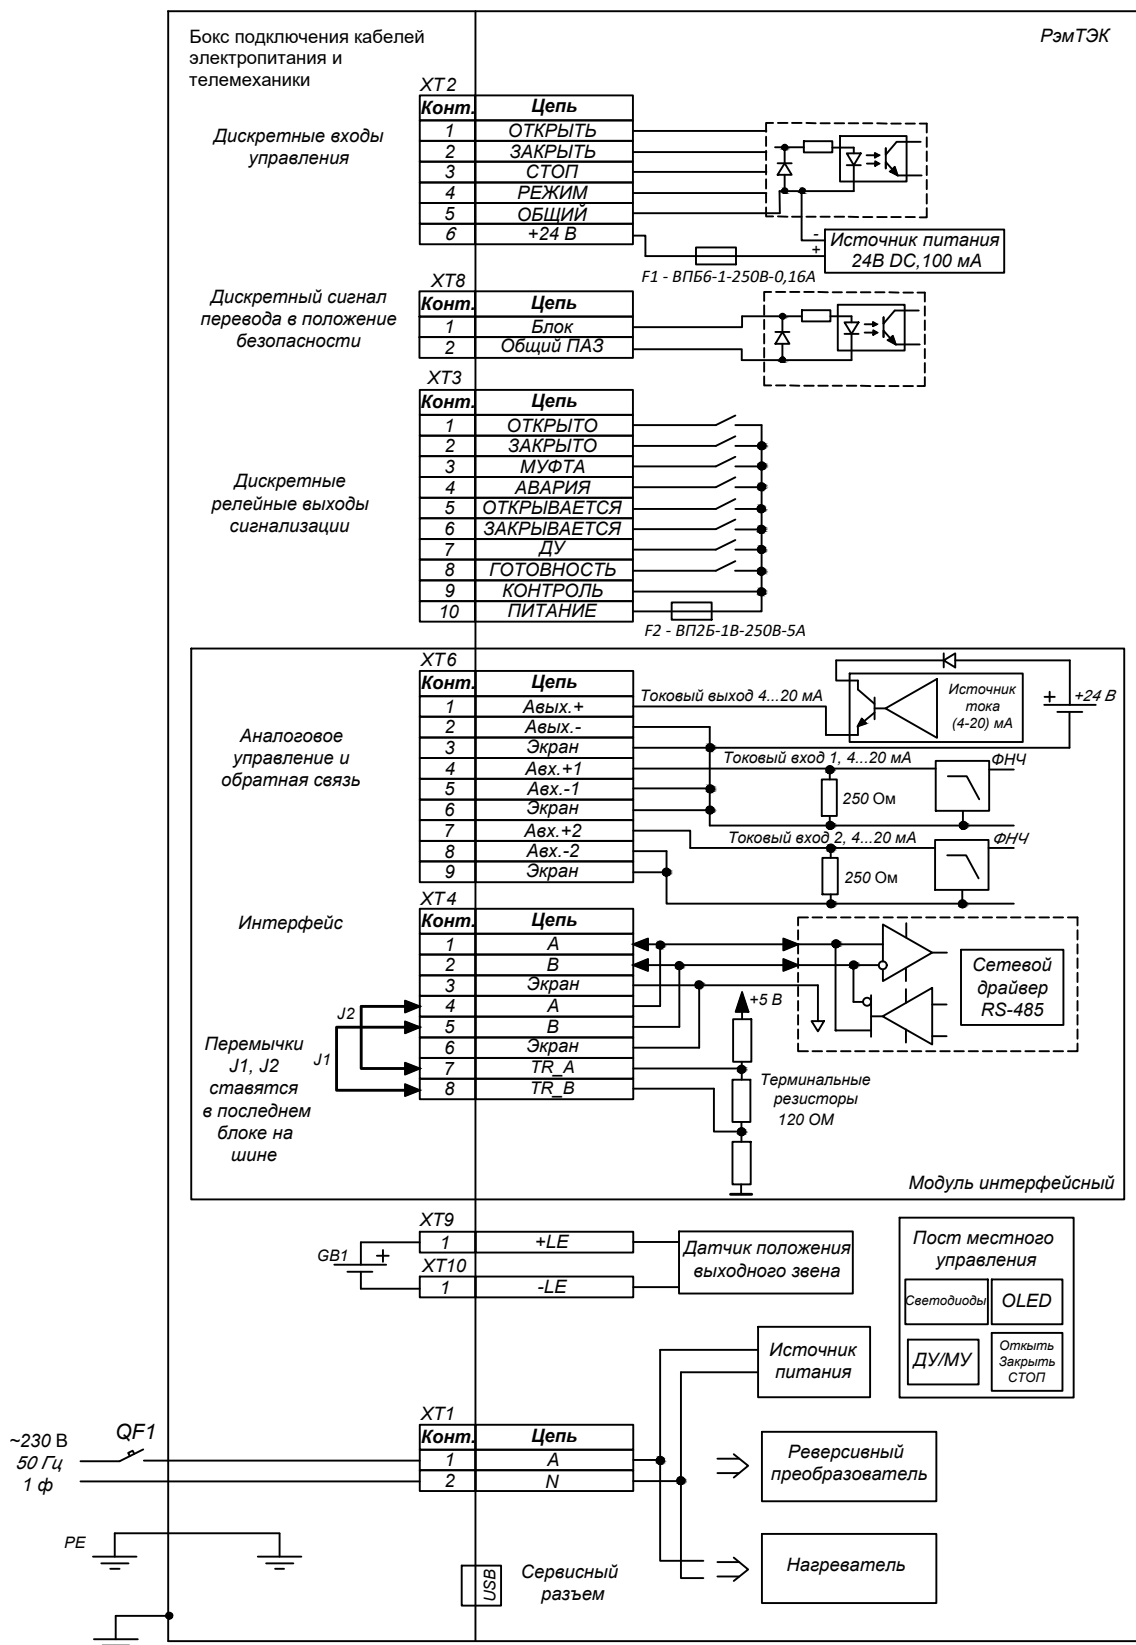 Бокс подключения кабелей
электропитания и
телемеханики
РэмТЭК
XT2
Конт. Цепь
Дискретные входы
управления
1 ОТКРЫТЬ
2 ЗАКРЫТЬ
3 СТОП
4 РЕЖИМ
5 ОБЩИЙ
6 +24 В
-
+
Источник питания
24В DC,100 мА
F1 - ВПБ6-1-250В-0,16А
XT8
Конт. Цепь
Дискретный сигнал
перевода в положение
безопасности
1 Блок
2 Общий ПАЗ
XT3
Конт. Цепь
1 ОТКРЫТО
2 ЗАКРЫТО
3 МУФТА
4 АВАРИЯ
5 ОТКРЫВАЕТСЯ
6 ЗАКРЫВАЕТСЯ
7 ДУ
8 ГОТОВНОСТЬ
9 КОНТРОЛЬ
10 ПИТАНИЕ
Дискретные
релейные выходы
сигнализации
F2 - ВП2Б-1В-250В-5А
XT6
Конт. Цепь
1 Авых.+
2 Авых.-
3 Экран
4 Авх.+1
5 Авх.-1
6 Экран
7 Авх.+2
8 Авх.-2
9 Экран
Аналоговое
управление и
обратная связь
Токовый выход 4...20 мА
Источник
тока
(4-20) мА
+
+24 В
Токовый вход 1, 4...20 мА
ФНЧ
250 Ом
Токовый вход 2, 4...20 мА
ФНЧ
250 Ом
XT4
Интерфейс
Конт. Цепь
1 A
2 B
3 Экран
4 A
5 B
6 Экран
7 TR_A
8 TR_B
J2
J1
Перемычки
J1, J2
ставятся
в последнем
блоке на
шине
+5 В
Сетевой
драйвер
RS-485
Терминальные
резисторы
120 ОМ
Модуль интерфейсный
XT9
1 +LE
XT10
1 -LE
GB1
+
Датчик положения
выходного звена
Пост местного
управления
Светодиоды
OLED
ДУ/МУ
Откыть
Закрыть
СТОП
Источник
питания
XT1
Конт. Цепь
1 A
2 N
~230 В
50 Гц
1 ф
QF1
Реверсивный
преобразователь
PE
Нагреватель
USB
Сервисный
разъем